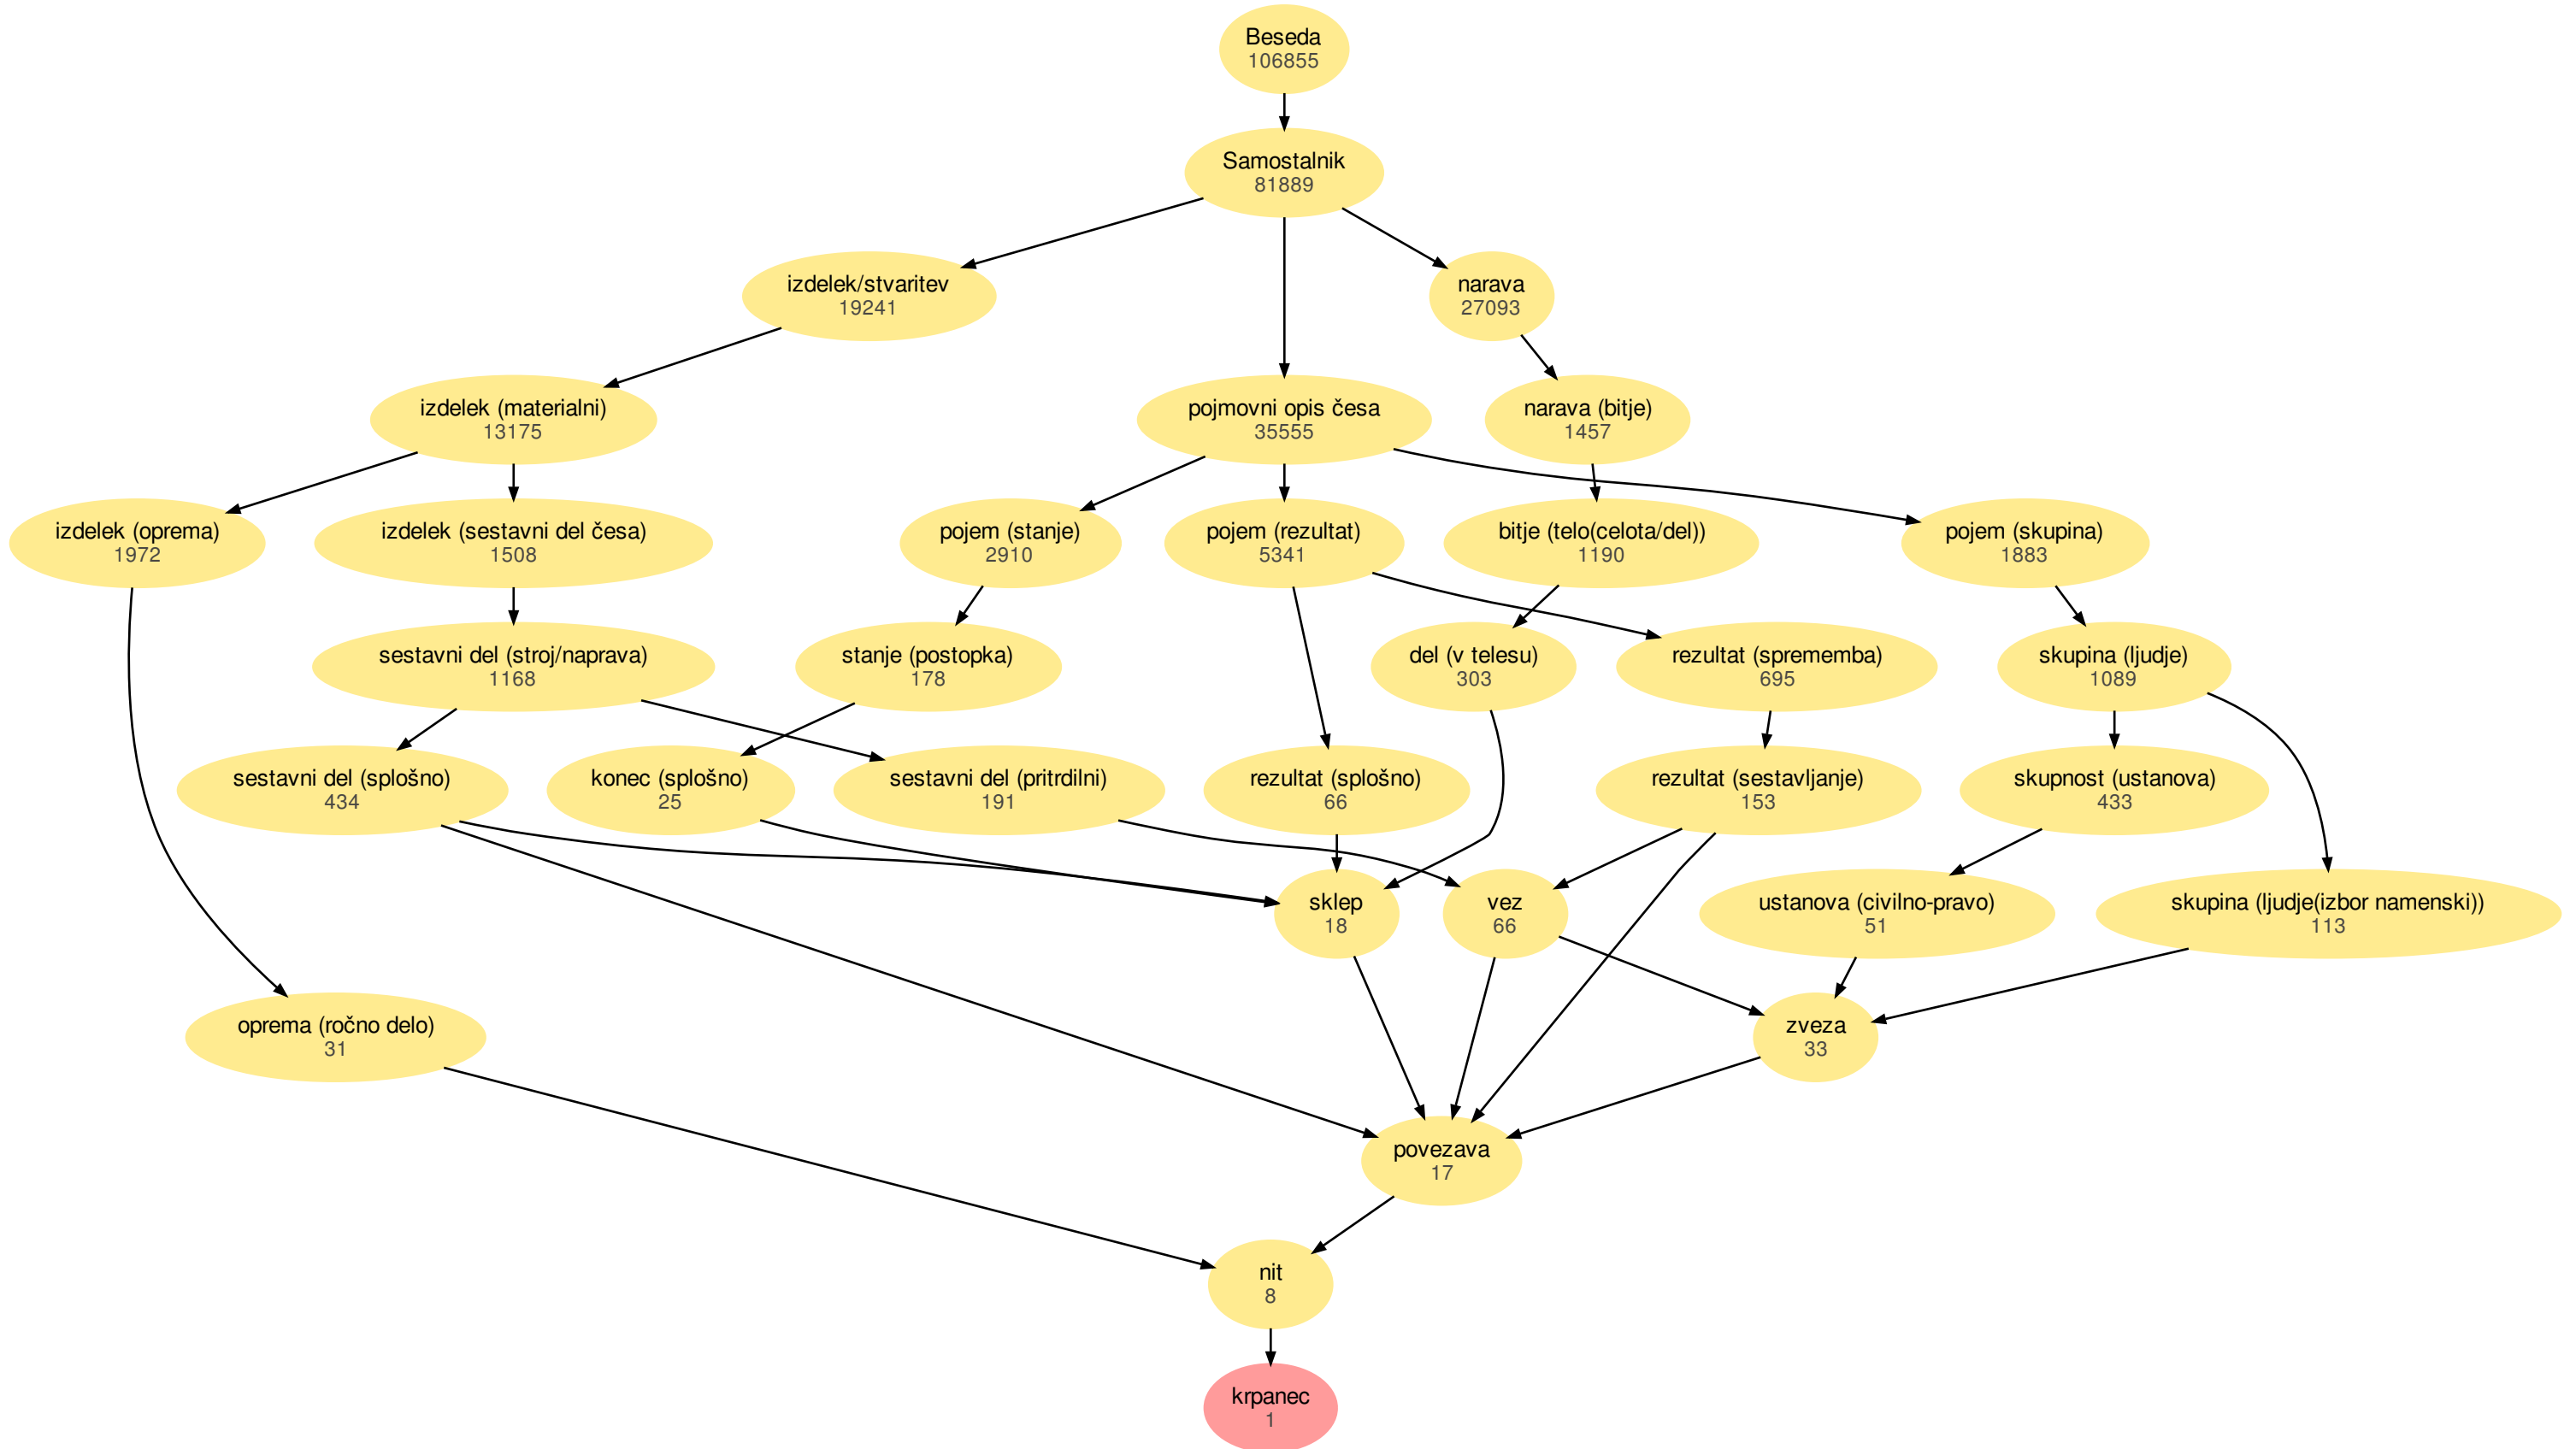 Beseda
106855
Samostalnik
81889
izdelek/stvaritev
19241
narava
27093
izdelek (materialni)
13175
pojmovni opis česa
35555
narava (bitje)
1457
izdelek (oprema)
1972
izdelek (sestavni del česa)
1508
pojem (stanje)
2910
pojem (rezultat)
5341
bitje (telo(celota/del))
1190
pojem (skupina)
1883
sestavni del (stroj/naprava)
1168
stanje (postopka)
178
del (v telesu)
303
rezultat (sprememba)
695
skupina (ljudje)
1089
sestavni del (splošno)
434
konec (splošno)
25
sestavni del (pritrdilni)
191
rezultat (splošno)
66
rezultat (sestavljanje)
153
skupnost (ustanova)
433
sklep
18
vez
66
ustanova (civilno-pravo)
51
skupina (ljudje(izbor namenski))
113
oprema (ročno delo)
31
zveza
33
povezava
17
nit
8
krpanec
1